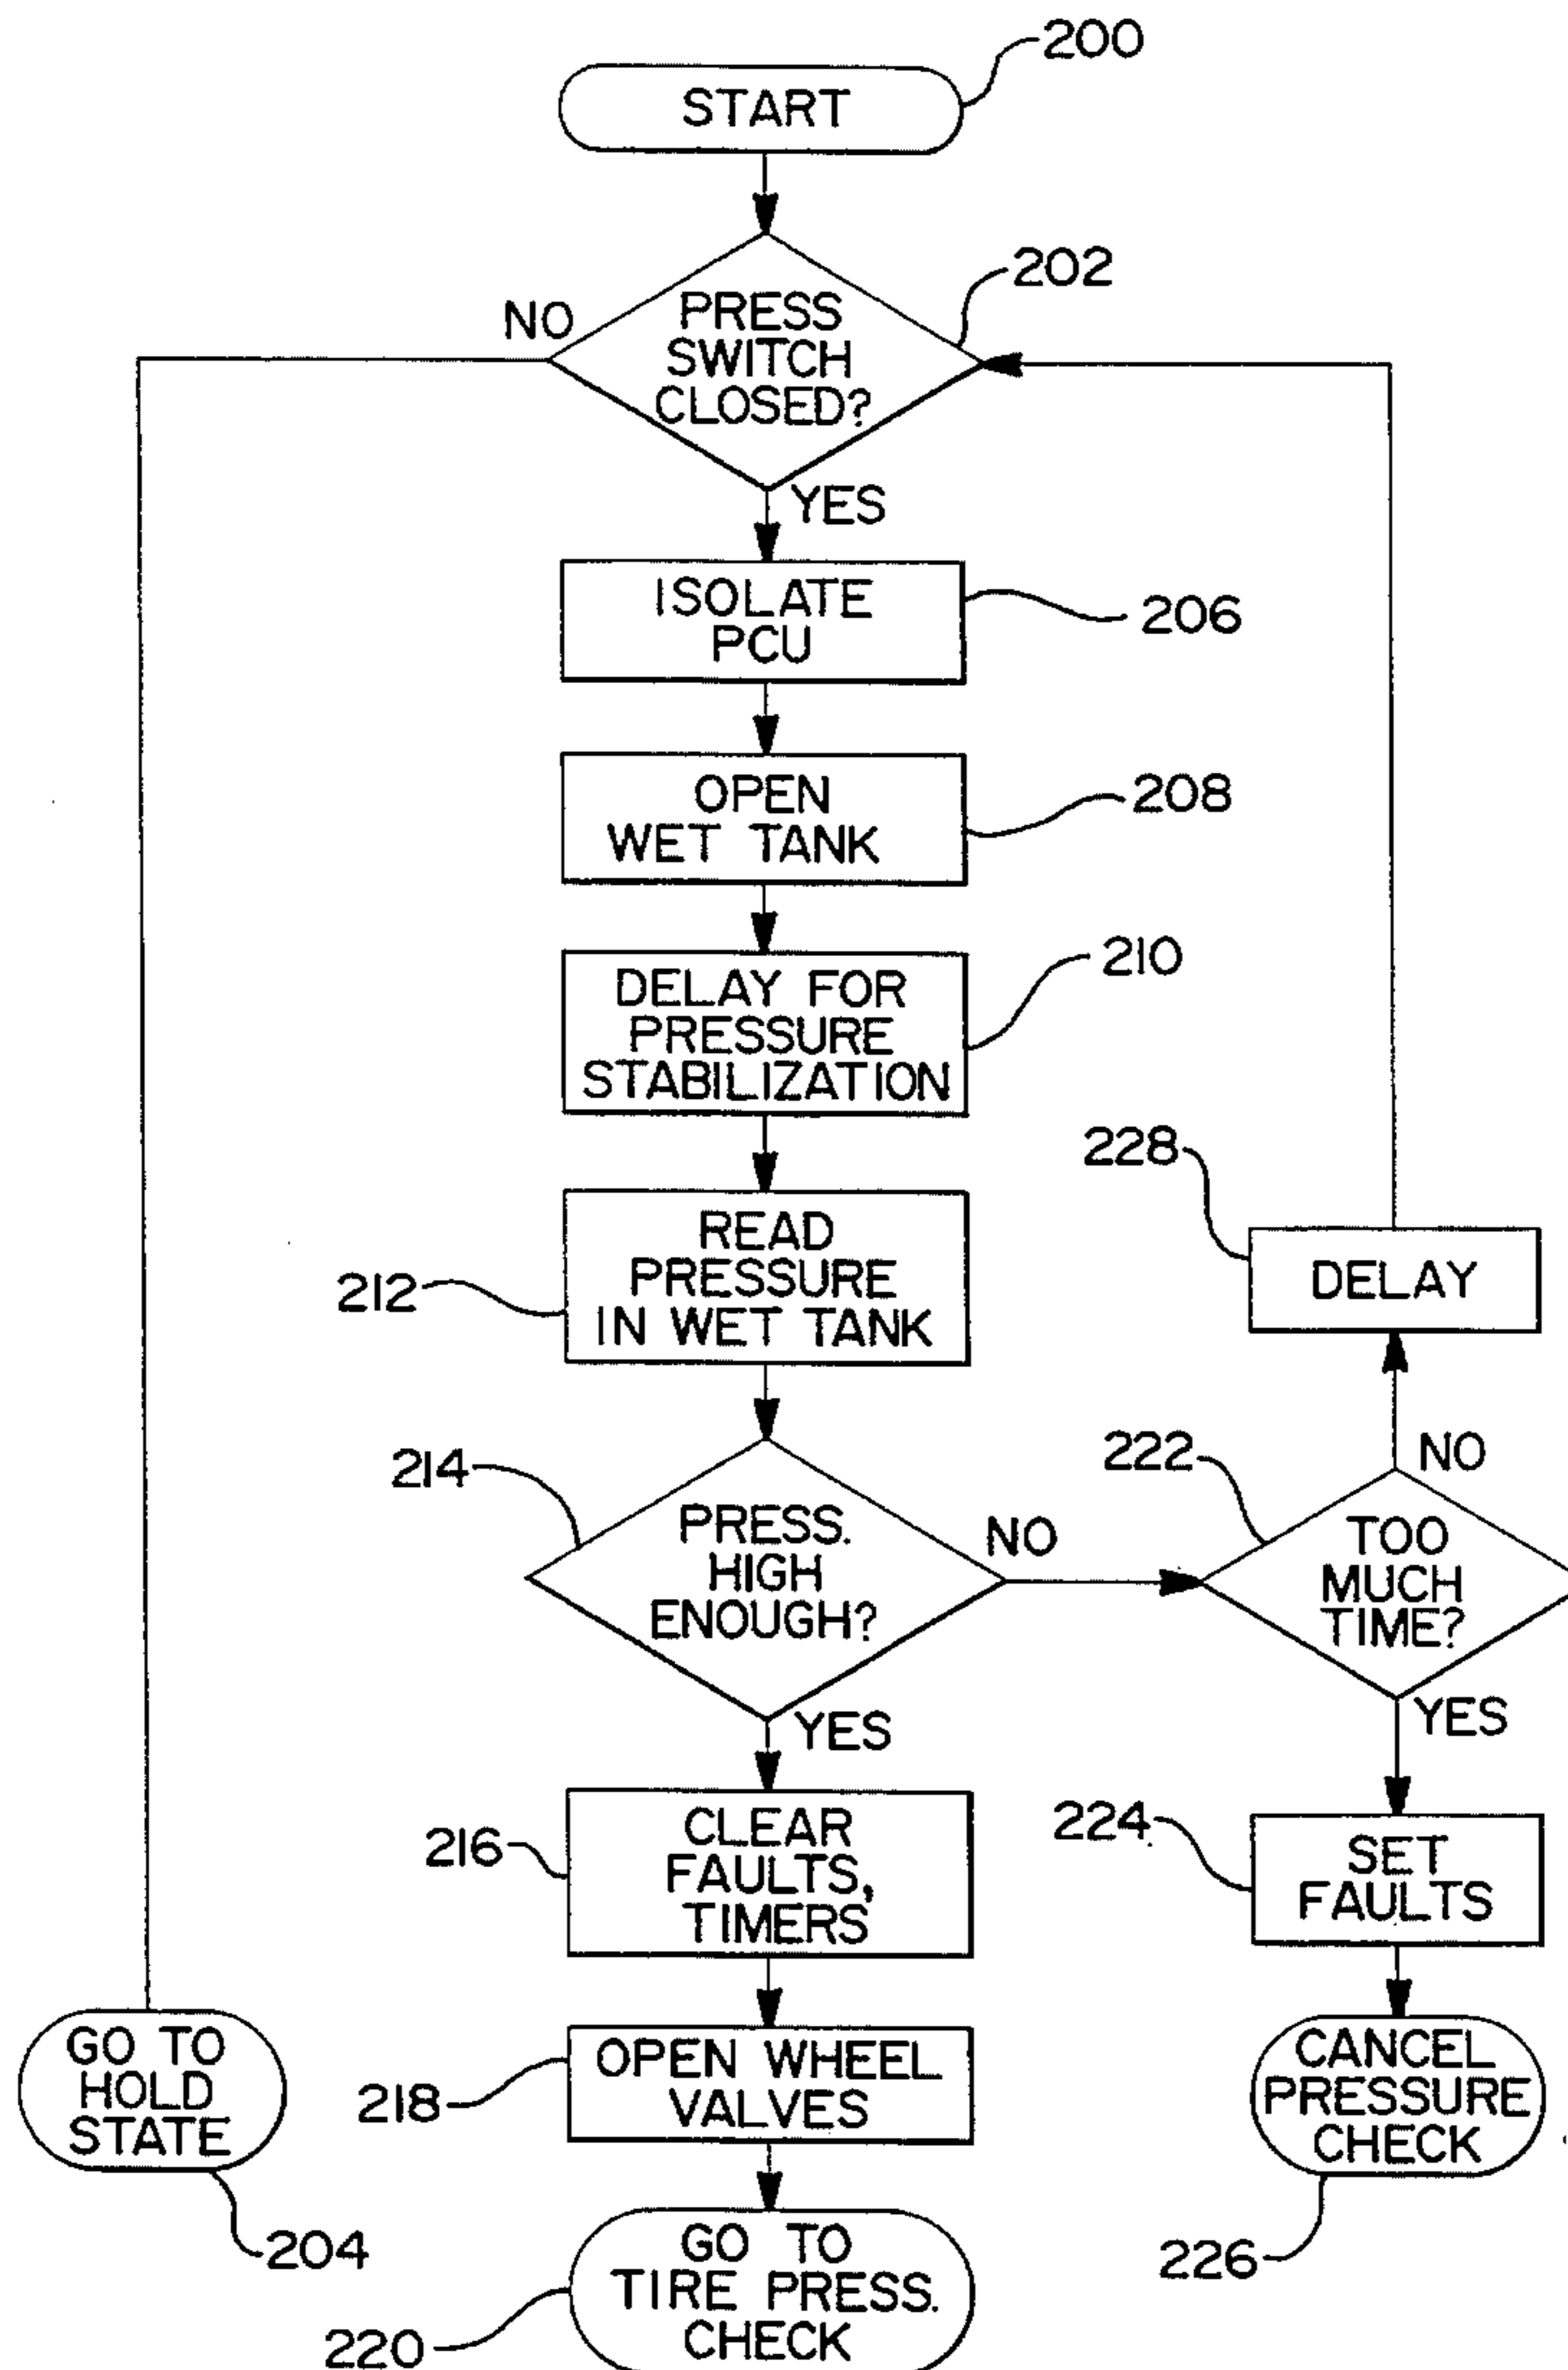 200
START
202
NO
PRESS
SWITCH
CLOSED?
YES
ISOLATE
PCU
206
OPEN
WET TANK
208
DELAY FOR
PRESSURE
STABILIZATION
210
READ
PRESSURE
IN WET TANK
212
228
DELAY
214
PRESS.
HIGH
ENOUGH?
NO
222
NO
TOO
MUCH
TIME?
YES
YES
216
CLEAR
FAULTS,
TIMERS
224
SET
FAULTS
GO TO
HOLD
STATE
204
218
OPEN WHEEL
VALVES
CANCEL
PRESSURE
CHECK
226
GO TO
TIRE PRESS.
CHECK
220